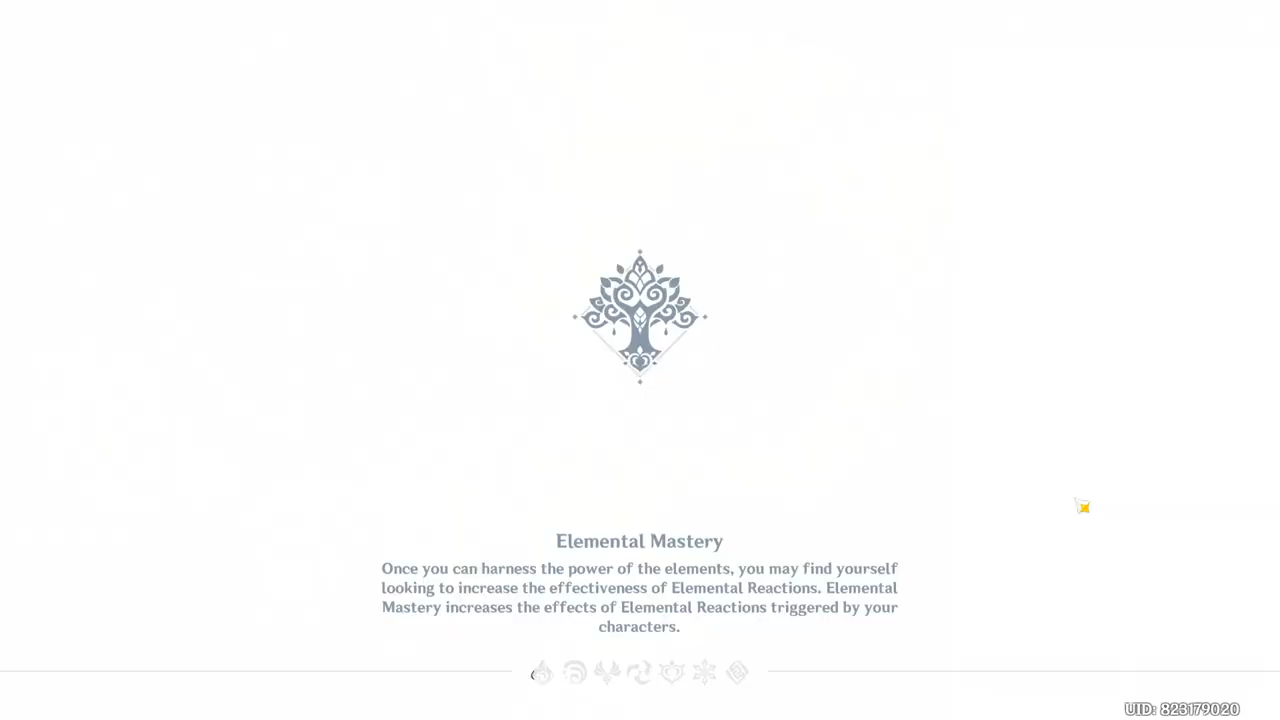 Elemental Mastery
Once you can harness the power of the elements, you may find yourself
looking to increase the effectiveness of Elemental Reactions. Elemental
Mastery increases the effects of Elemental Reactions triggered by your
characters.
UID: 823179020